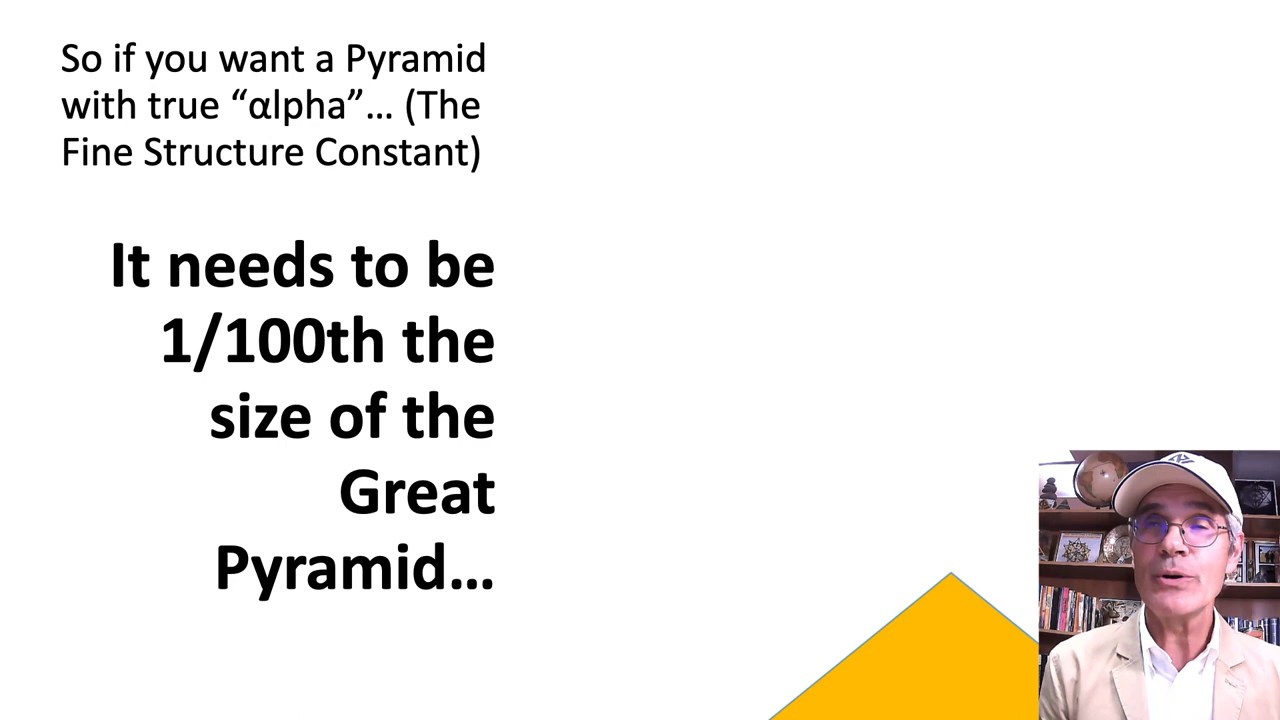 So if you want a Pyramid
with true “αlpha”… (The
Fine Structure Constant)
It needs to be
1/100th the
size of the
Great
Pyramid…